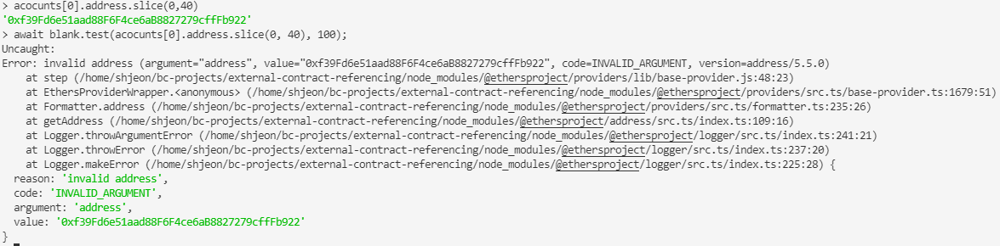 > acocunts[0].address.slice(0,40)
'0xf39Fd6e51aad88F6F4ce6aB8827279cffFb922'
> await blank.test(acocunts[0].address.slice(0, 40), 100);
Uncaught:
Error: invalid address (argument="address", value="0xf39Fd6e51aad88F6F4ce6aB8827279cffFb922", code=INVALID_ARGUMENT, version=address/5.5.0)
    at step (/home/shjeon/bc-projects/external-contract-referencing/node_modules/@ethersproject/providers/lib/base-provider.js:48:23)
    at EthersProviderWrapper.<anonymous> (/home/shjeon/bc-projects/external-contract-referencing/node_modules/@ethersproject/providers/src.ts/base-provider.ts:1679:51)
    at Formatter.address (/home/shjeon/bc-projects/external-contract-referencing/node_modules/@ethersproject/providers/src.ts/formatter.ts:235:26)
    at getAddress (/home/shjeon/bc-projects/external-contract-referencing/node_modules/@ethersproject/address/src.ts/index.ts:109:16)
    at Logger.throwArgumentError (/home/shjeon/bc-projects/external-contract-referencing/node_modules/@ethersproject/logger/src.ts/index.ts:241:21)
    at Logger.throwError (/home/shjeon/bc-projects/external-contract-referencing/node_modules/@ethersproject/logger/src.ts/index.ts:237:20)
    at Logger.makeError (/home/shjeon/bc-projects/external-contract-referencing/node_modules/@ethersproject/logger/src.ts/index.ts:225:28) {
  reason: 'invalid address',
  code: 'INVALID_ARGUMENT',
  argument: 'address',
  value: '0xf39Fd6e51aad88F6F4ce6aB8827279cffFb922'
}